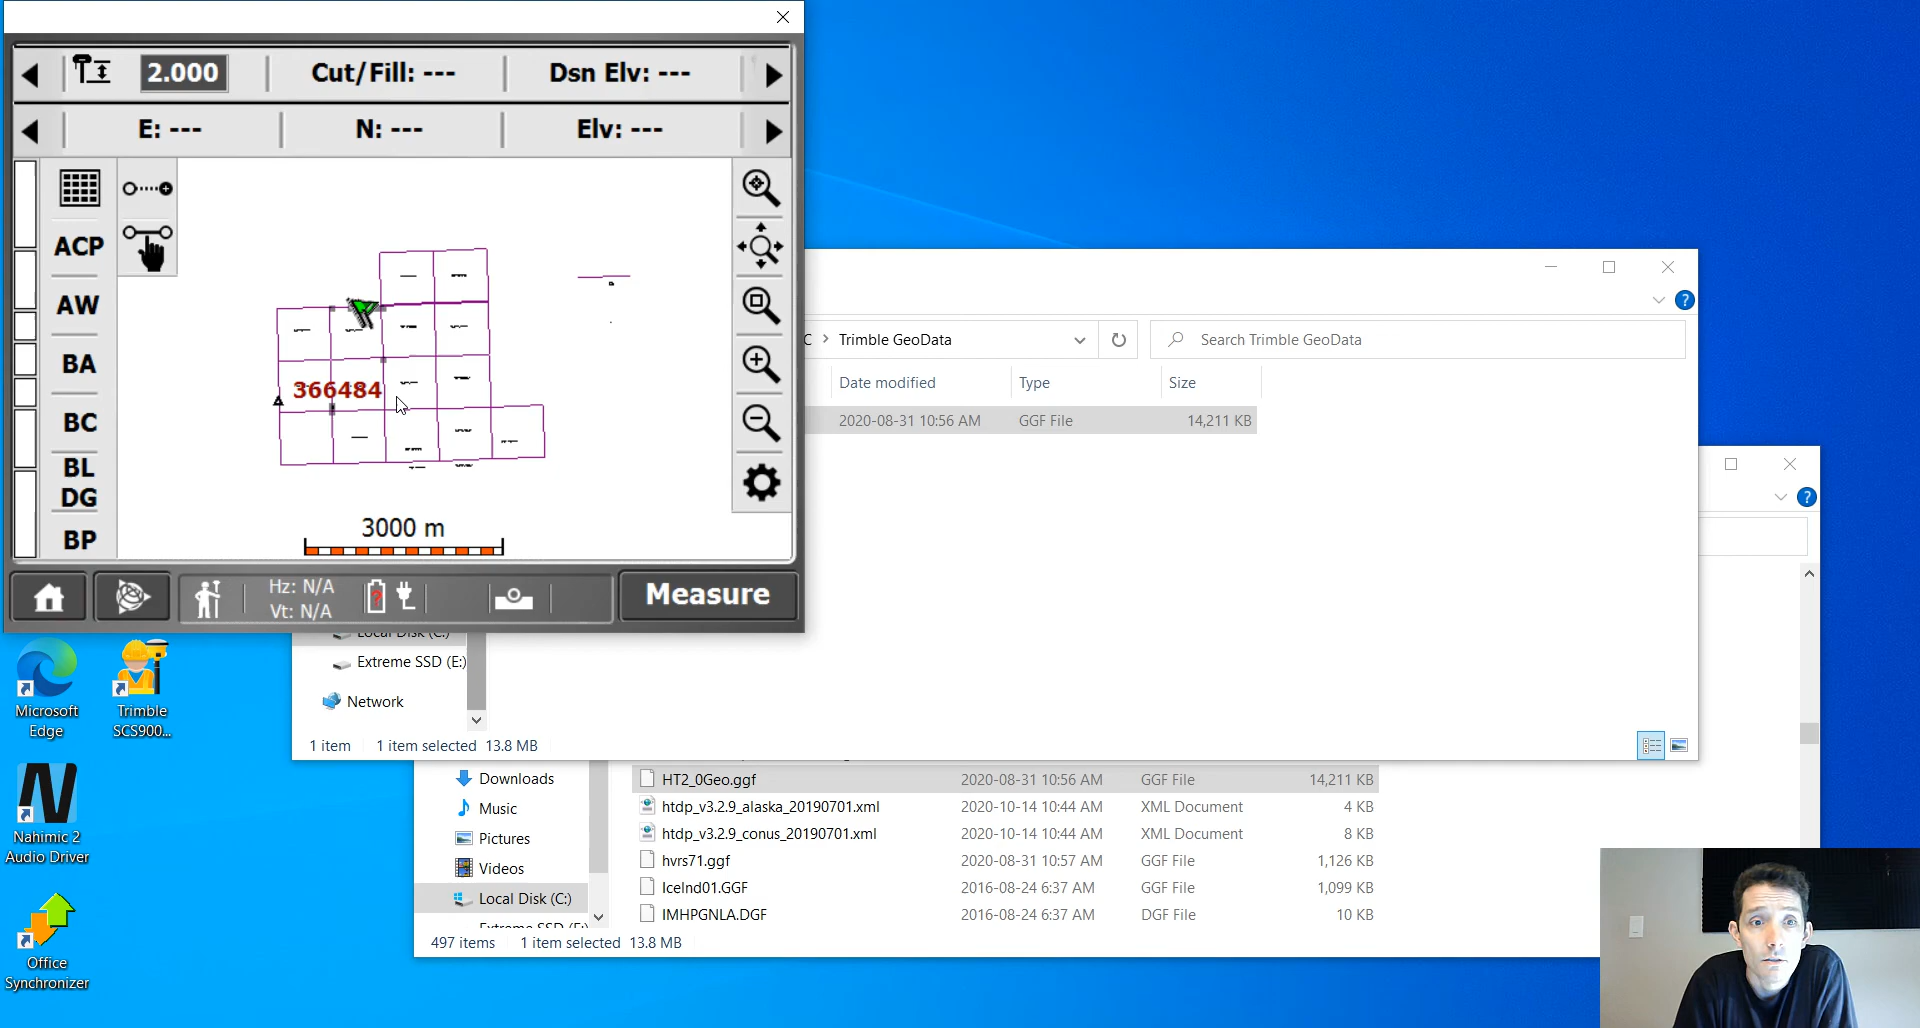 2.000 Cut/Fill: --- Dsn Elv: ---
E: --- N: --- Elv: ---
ACP
AW
BA
BC
BL
DG
BP
366484
3000 m
Hz: N/A
Vt: N/A
Measure
C > Trimble GeoData
Search Trimble GeoData
Date modified Type Size
2020-08-31 10:56 AM GGF File 14,211 KB
Local Disk (C:)
Extreme SSD (E:)
Network
1 item 1 item selected 13.8 MB
Microsoft
Edge
Trimble
SCS900...
Nahimic 2
Audio Driver
Office
Synchronizer
Downloads
Music
Pictures
Videos
Local Disk (C:)
Extreme SSD (E:)
HT2_0Geo.ggf 2020-08-31 10:56 AM GGF File 14,211 KB
htdp_v3.2.9_alaska_20190701.xml 2020-10-14 10:44 AM XML Document 4 KB
htdp_v3.2.9_conus_20190701.xml 2020-10-14 10:44 AM XML Document 8 KB
hvrs71.ggf 2020-08-31 10:57 AM GGF File 1,126 KB
Icelnd01.GGF 2016-08-24 6:37 AM GGF File 1,099 KB
IMHPGNLA.DGF 2016-08-24 6:37 AM DGF File 10 KB
497 items 1 item selected 13.8 MB